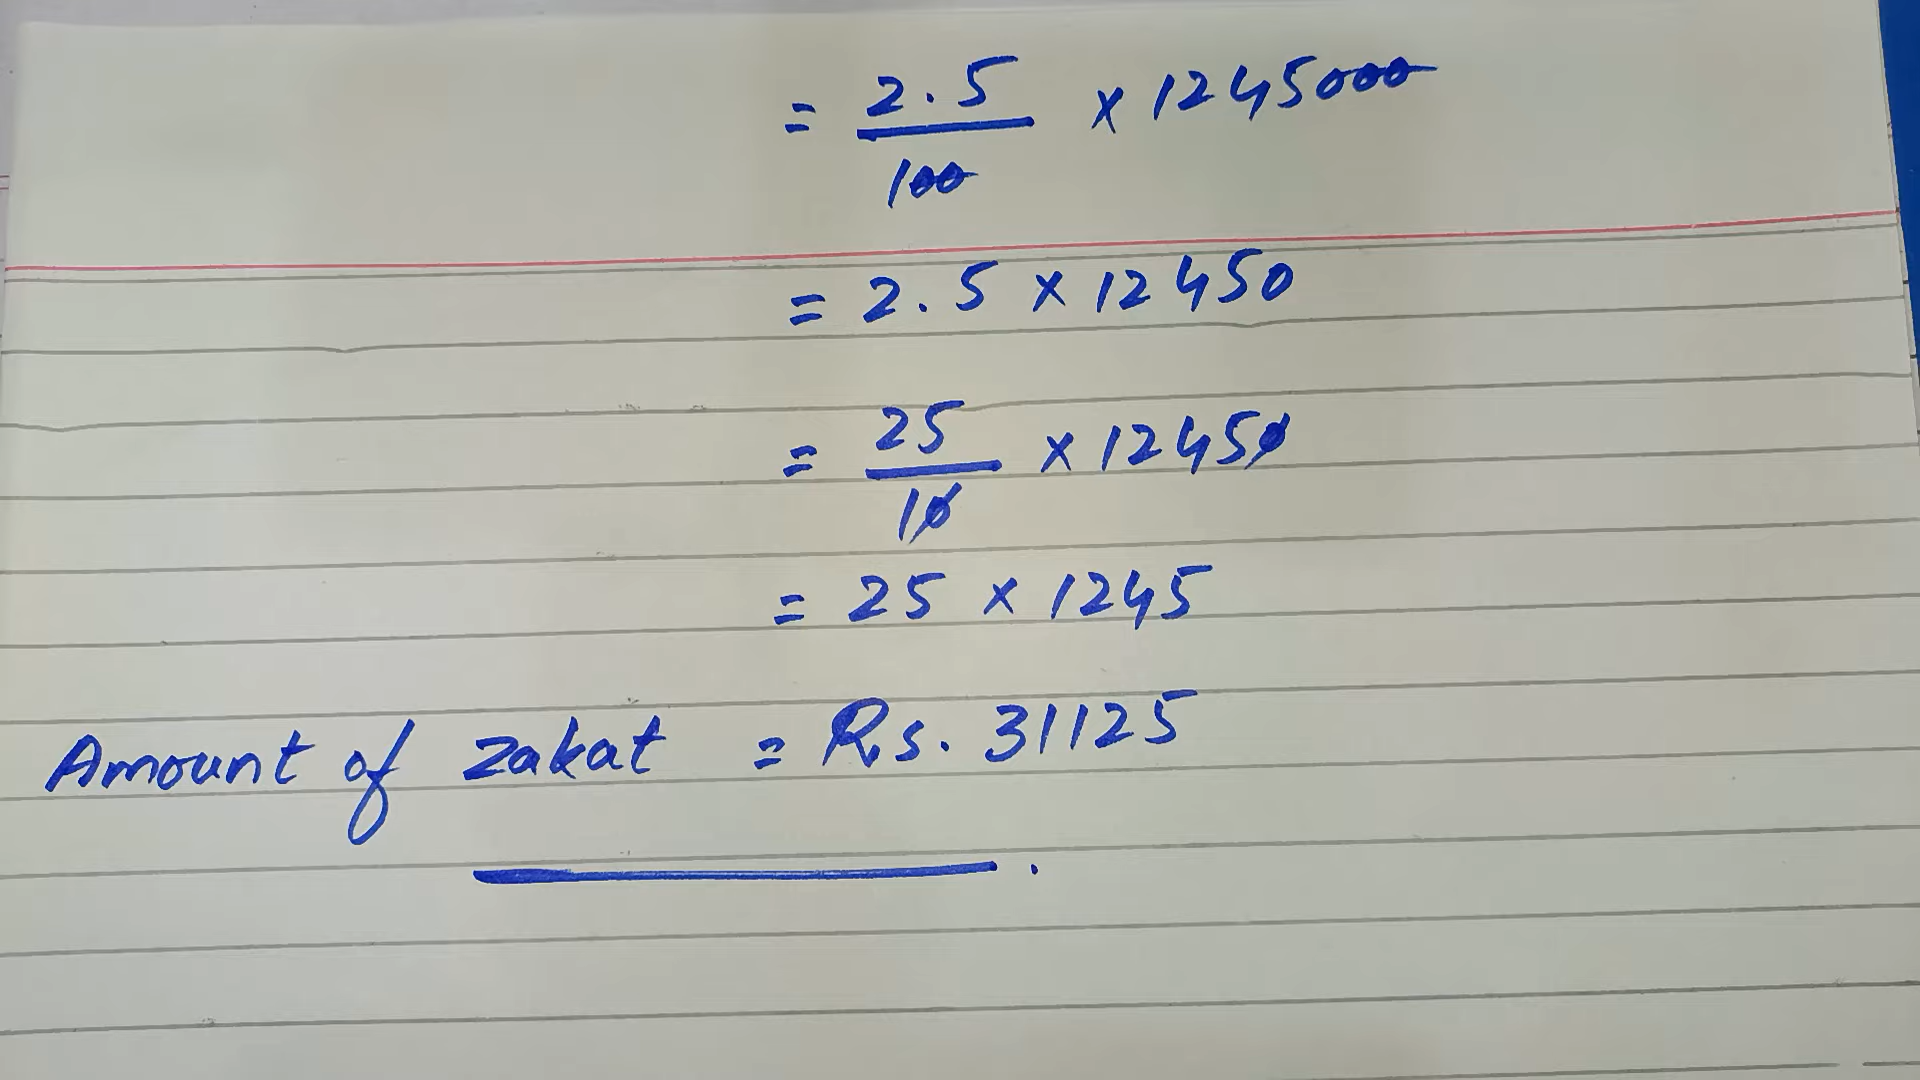 = 2.5/100 × 1245000
= 2.5 × 12450
= 25/10 × 12450
= 25 × 1245
Amount of zakat = Rs. 31125